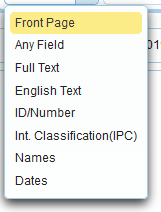 Front Page
Any Field
Full Text
English Text
ID/Number
Int. Classification(IPC)
Names
Dates